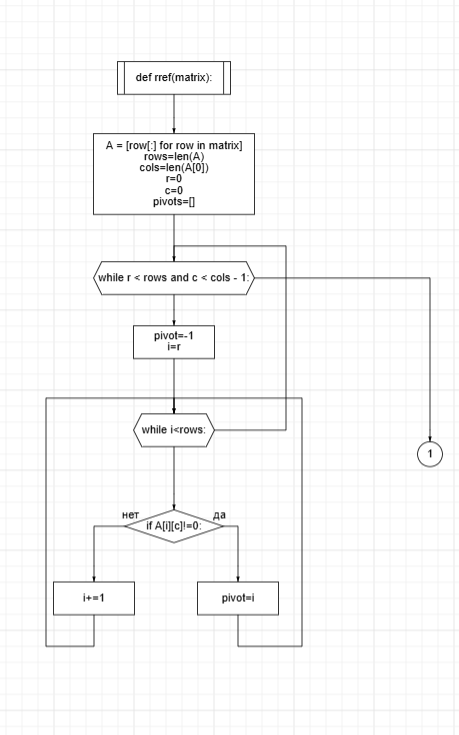 def rref(matrix):
A = [row[:] for row in matrix]
rows=len(A)
cols=len(A[0])
r=0
c=0
pivots=[]
while r < rows and c < cols - 1:
pivot=-1
i=r
while i<rows:
1
нет
да
if A[i][c]!=0:
i+=1
pivot=i